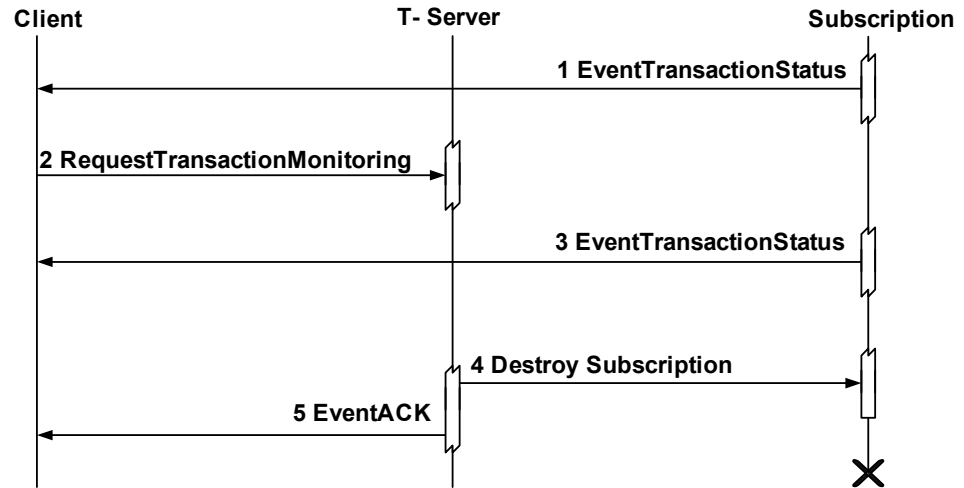 Client
T- Server
Subscription
1 EventTransactionStatus
2 RequestTransactionMonitoring
3 EventTransactionStatus
4 Destroy Subscription
5 EventACK